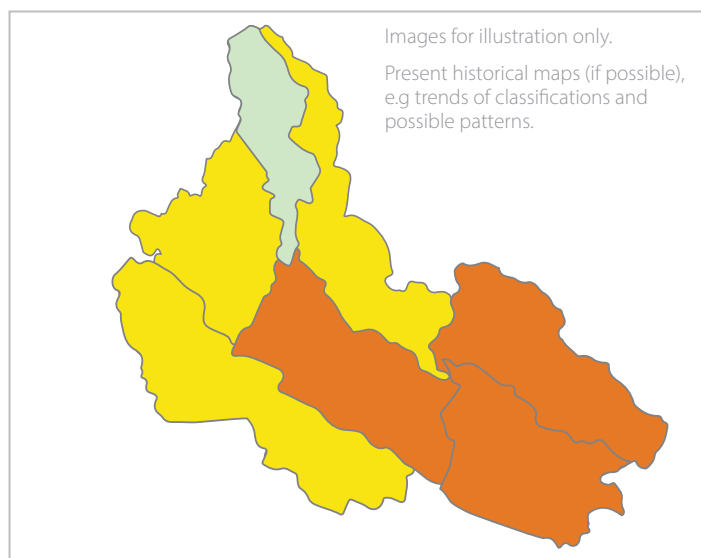 Images for illustration only.
Present historical maps (if possible),
e.g trends of classifications and
possible patterns.